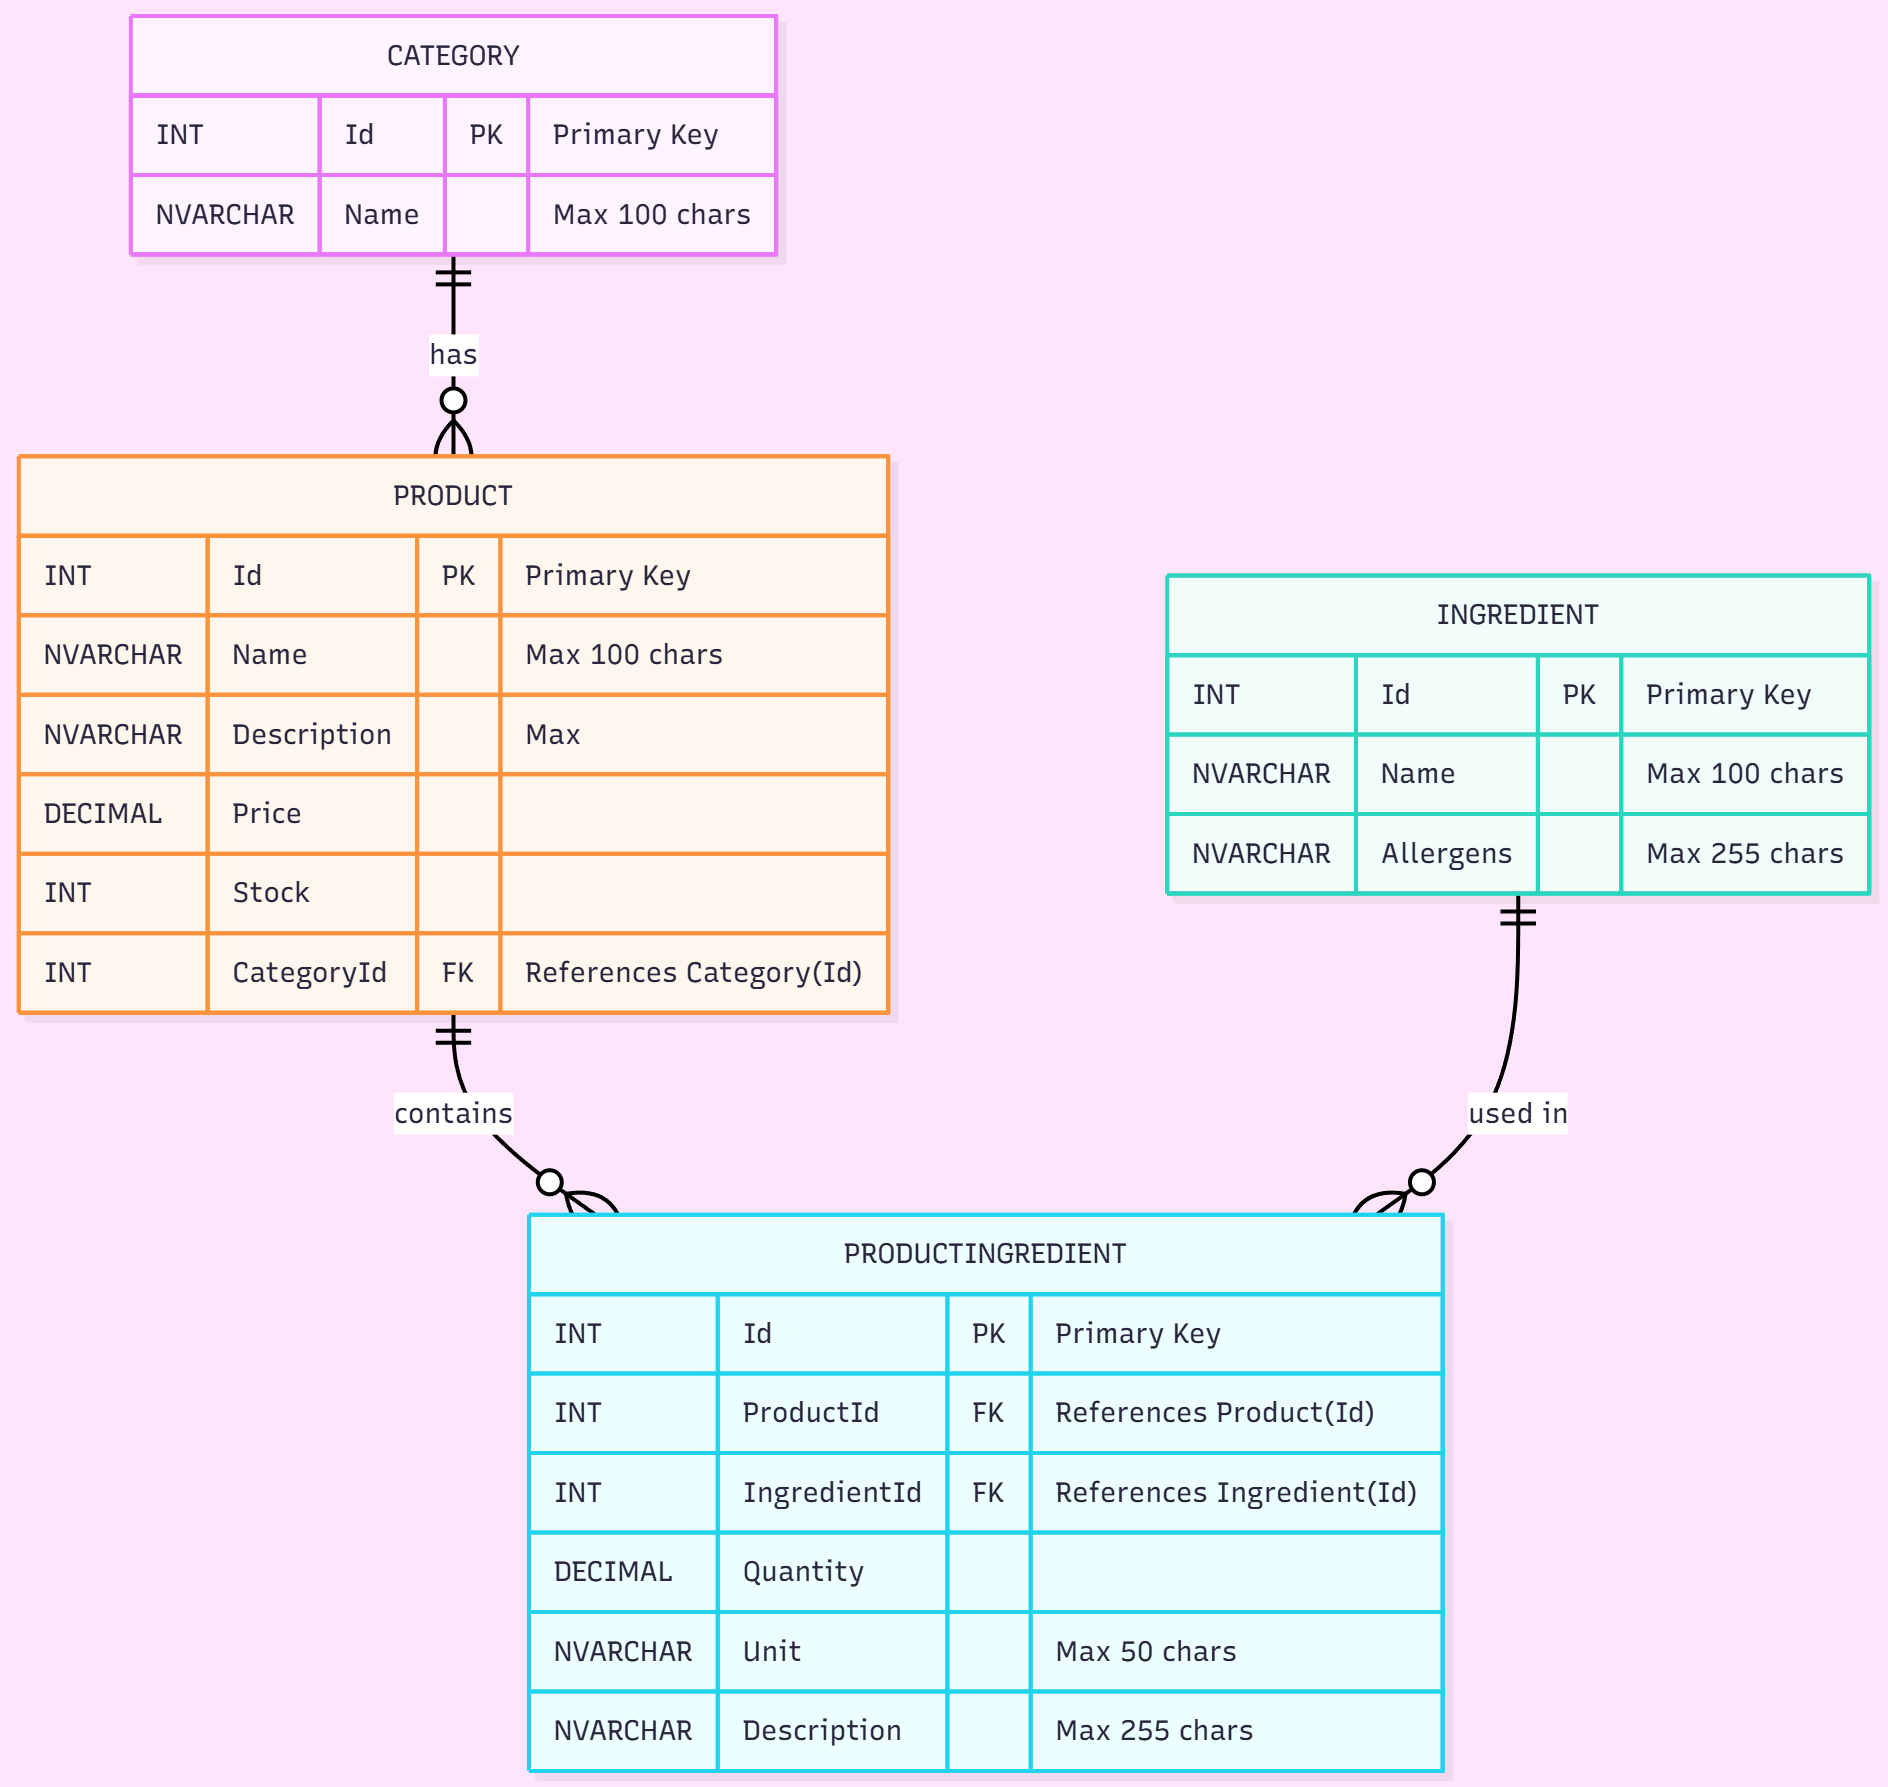 CATEGORY
INT Id PK Primary Key
NVARCHAR Name Max 100 chars
has
PRODUCT
INT Id PK Primary Key
NVARCHAR Name Max 100 chars
NVARCHAR Description Max
DECIMAL Price
INT Stock
INT CategoryId FK References Category(Id)
INGREDIENT
INT Id PK Primary Key
NVARCHAR Name Max 100 chars
NVARCHAR Allergens Max 255 chars
contains
used in
PRODUCTINGREDIENT
INT Id PK Primary Key
INT ProductId FK References Product(Id)
INT IngredientId FK References Ingredient(Id)
DECIMAL Quantity
NVARCHAR Unit Max 50 chars
NVARCHAR Description Max 255 chars